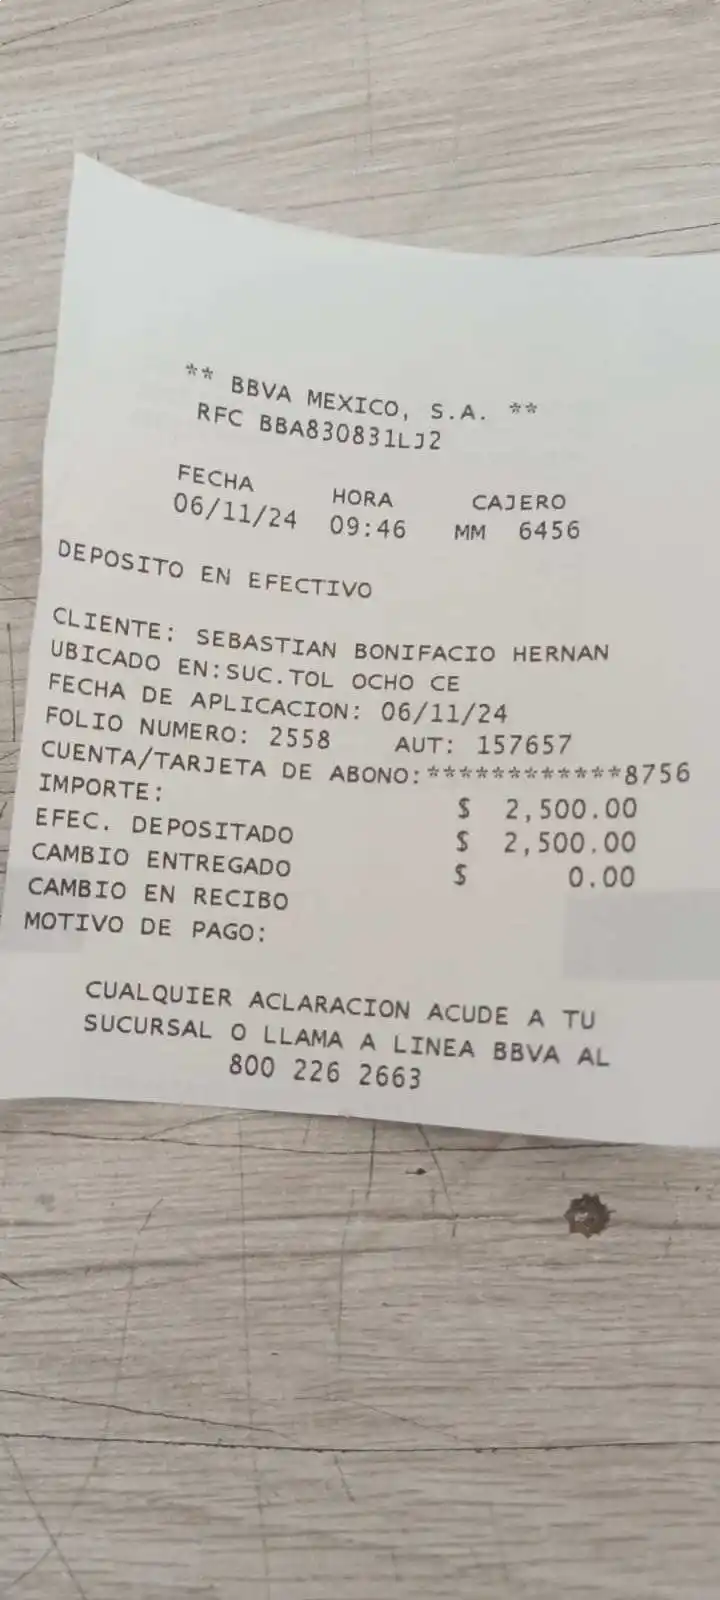 ** BBVA MEXICO, S.A. **
RFC BBA830831LJ2
FECHA HORA CAJERO
06/11/24 09:46 MM 6456
DEPOSITO EN EFECTIVO
CLIENTE: SEBASTIAN BONIFACIO HERNAN
UBICADO EN:SUC.TOL OCHO CE
FECHA DE APLICACION: 06/11/24
FOLIO NUMERO: 2558 AUT: 157657
CUENTA/TARJETA DE ABONO:************8756
IMPORTE: $ 2,500.00
EFEC. DEPOSITADO $ 2,500.00
CAMBIO ENTREGADO $ 0.00
CAMBIO EN RECIBO
MOTIVO DE PAGO:
CUALQUIER ACLARACION ACUDE A TU
SUCURSAL O LLAMA A LINEA BBVA AL
800 226 2663